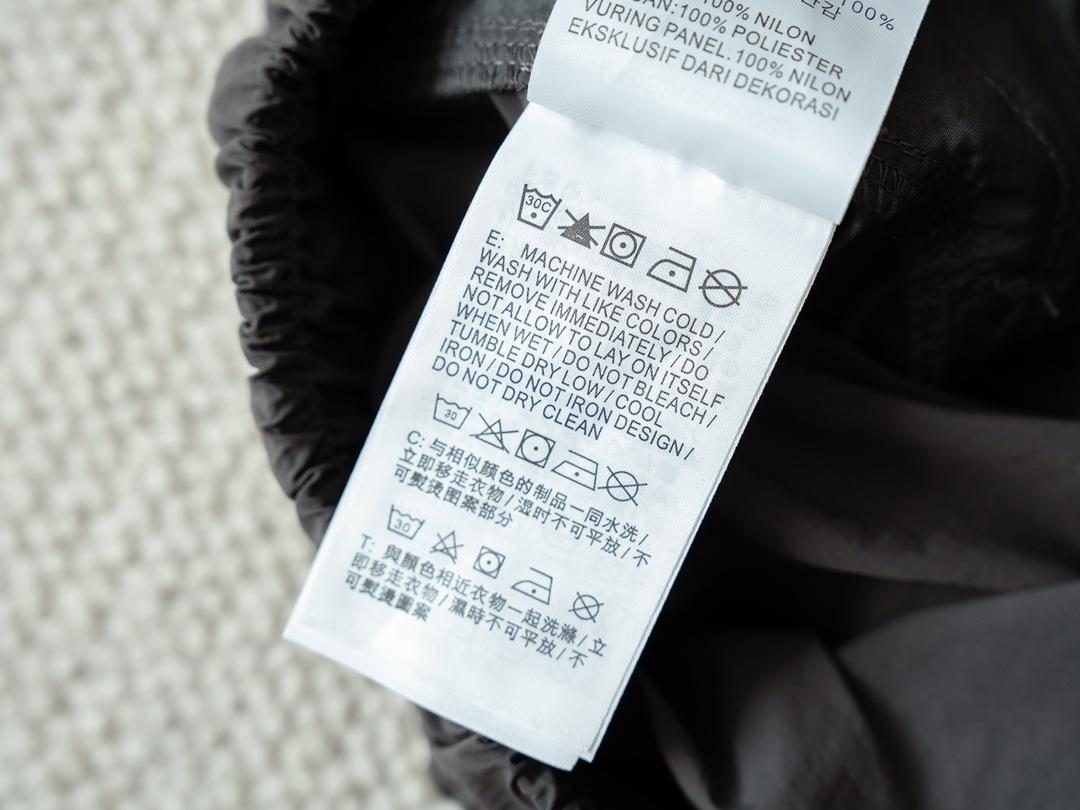 100%
100% NILON
100% POLIESTER
VURING PANEL.100% NILON
EKSKLUSIF DARI DEKORASI
30C
E: MACHINE WASH COLD /
WASH WITH LIKE COLORS /
REMOVE IMMEDIATELY / DO
NOT ALLOW TO LAY ON ITSELF
WHEN WET / DO NOT BLEACH /
TUMBLE DRY LOW / COOL
IRON / DO NOT IRON DESIGN /
DO NOT DRY CLEAN
30
C: 与相似颜色的制品一同水洗 /
立即移走衣物 / 湿时不可平放 / 不
可熨烫图案部分
30
T: 與顏色相近衣物一起洗滌 / 立
即移走衣物 / 濕時不可平放 / 不
可熨燙圖案